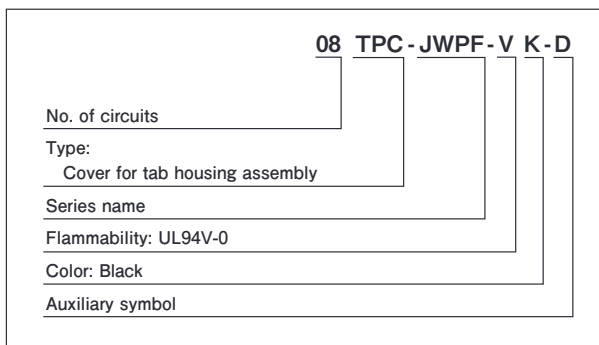 08 TPC-JWPF-V K-D
No. of circuits
Type:
Cover for tab housing assembly
Series name
Flammability: UL94V-0
Color: Black
Auxiliary symbol